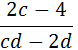 2c − 4
cd − 2d